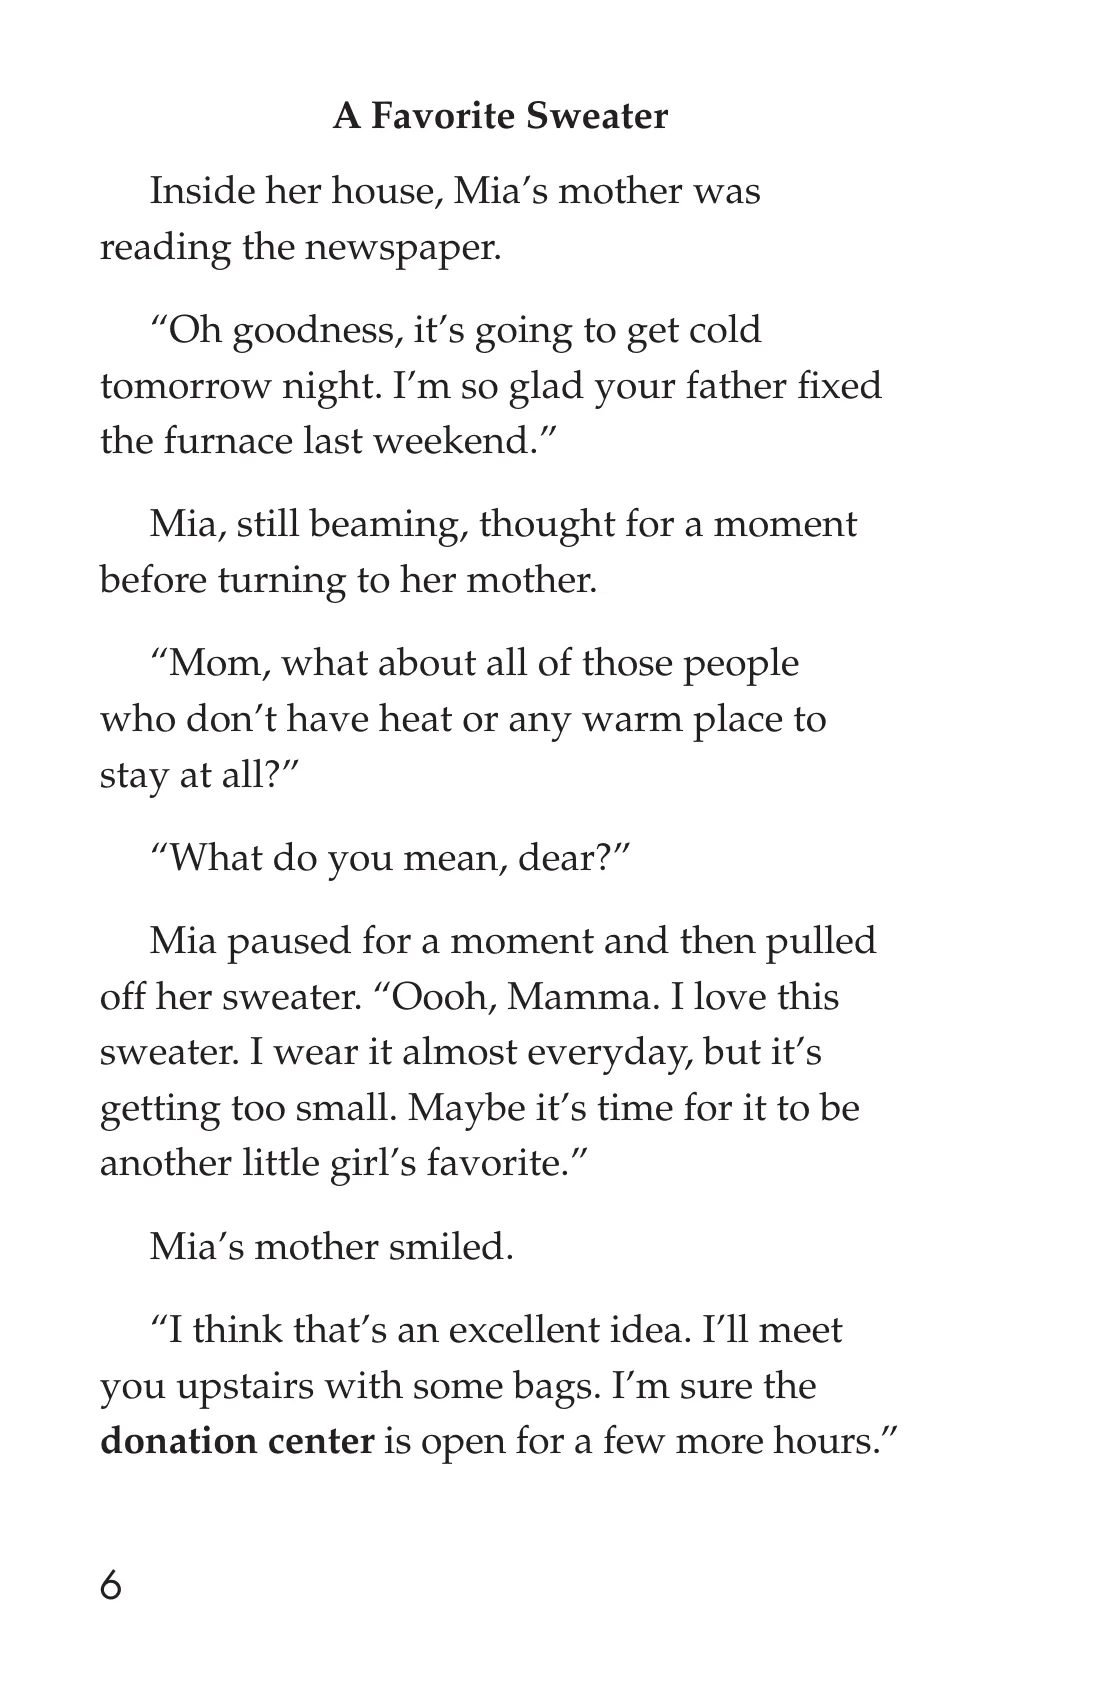 A Favorite Sweater
Inside her house, Mia’s mother was
reading the newspaper.
“Oh goodness, it’s going to get cold
tomorrow night. I’m so glad your father fixed
the furnace last weekend.”
Mia, still beaming, thought for a moment
before turning to her mother.
“Mom, what about all of those people
who don’t have heat or any warm place to
stay at all?”
“What do you mean, dear?”
Mia paused for a moment and then pulled
off her sweater. “Oooh, Mamma. I love this
sweater. I wear it almost everyday, but it’s
getting too small. Maybe it’s time for it to be
another little girl’s favorite.”
Mia’s mother smiled.
“I think that’s an excellent idea. I’ll meet
you upstairs with some bags. I’m sure the
donation center is open for a few more hours.”
6